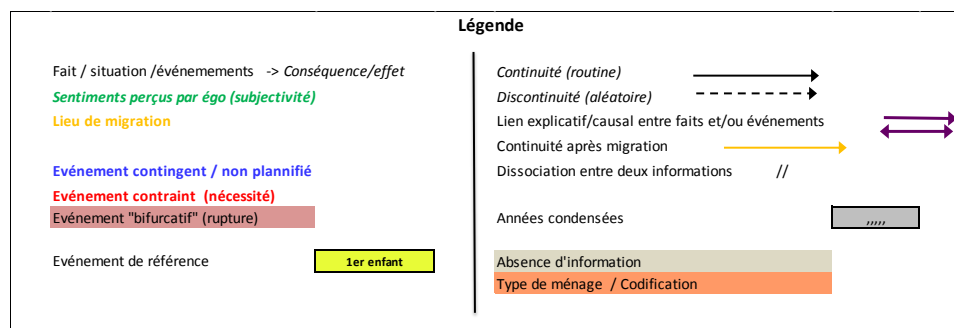 Légende
Fait / situation /événemements -> Conséquence/effet
Sentiments perçus par égo (subjectivité)
Lieu de migration
Evénement contingent / non plannifié
Evénement contraint (nécessité)
Evénement "bifurcatif" (rupture)
Evénement de référence
1er enfant
Continuité (routine)
Discontinuité (aléatoire)
Lien explicatif/causal entre faits et/ou événements
Continuité après migration
Dissociation entre deux informations //
Années condensées
,,,,,
Absence d'information
Type de ménage / Codification